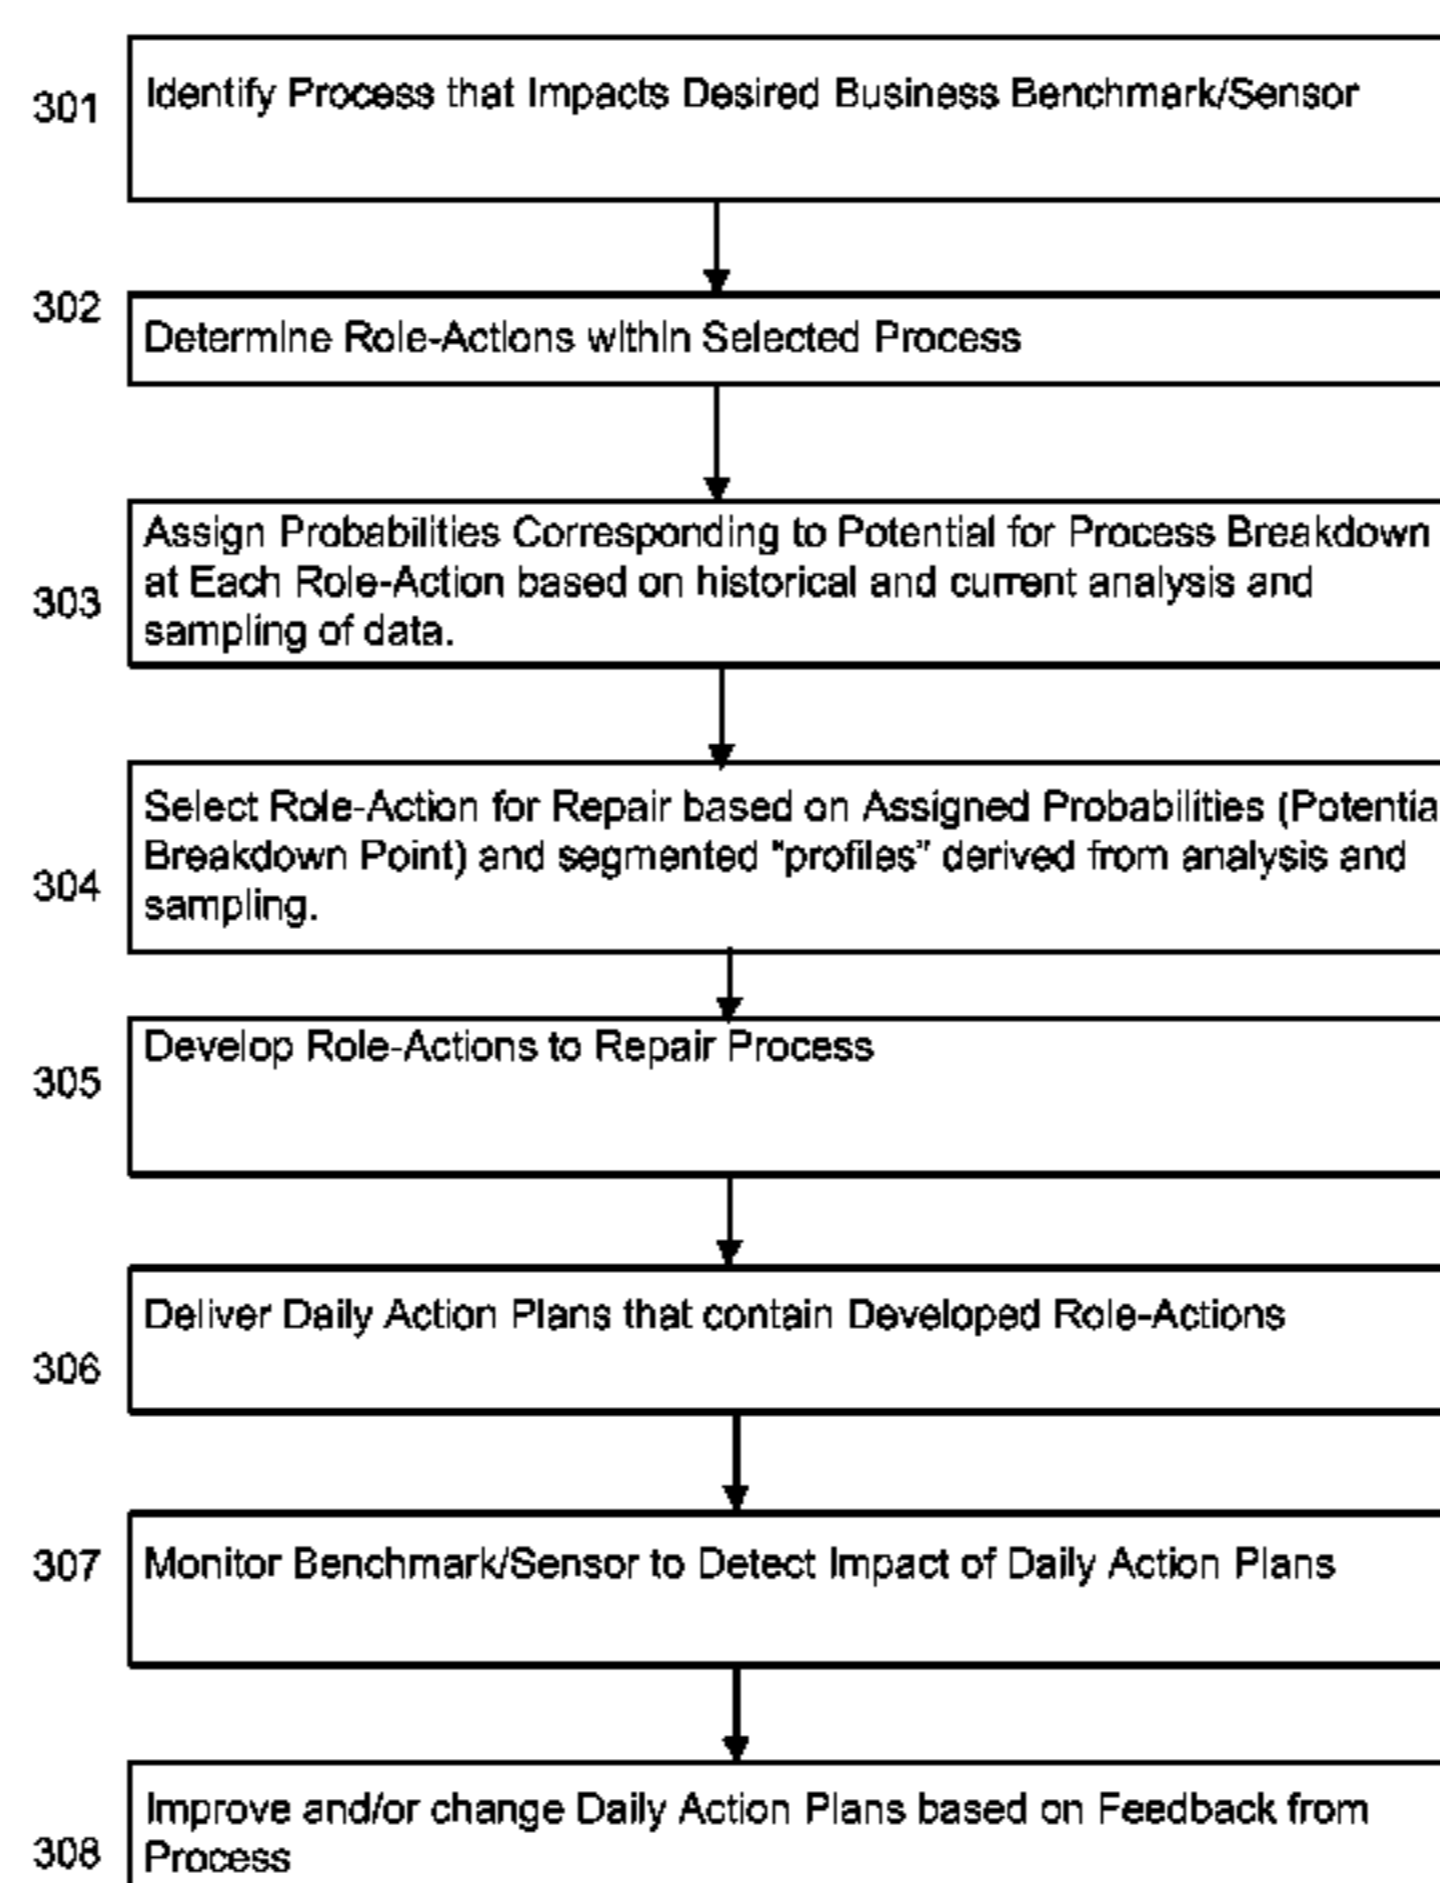 301
Identify Process that Impacts Desired Business Benchmark/Sensor
302
Determine Role-Actions within Selected Process
303
Assign Probabilities Corresponding to Potential for Process Breakdown
at Each Role-Action based on historical and current analysis and
sampling of data.
304
Select Role-Action for Repair based on Assigned Probabilities (Potentia
Breakdown Point) and segmented "profiles" derived from analysis and
sampling.
305
Develop Role-Actions to Repair Process
306
Deliver Daily Action Plans that contain Developed Role-Actions
307
Monitor Benchmark/Sensor to Detect Impact of Daily Action Plans
308
Improve and/or change Daily Action Plans based on Feedback from
Process